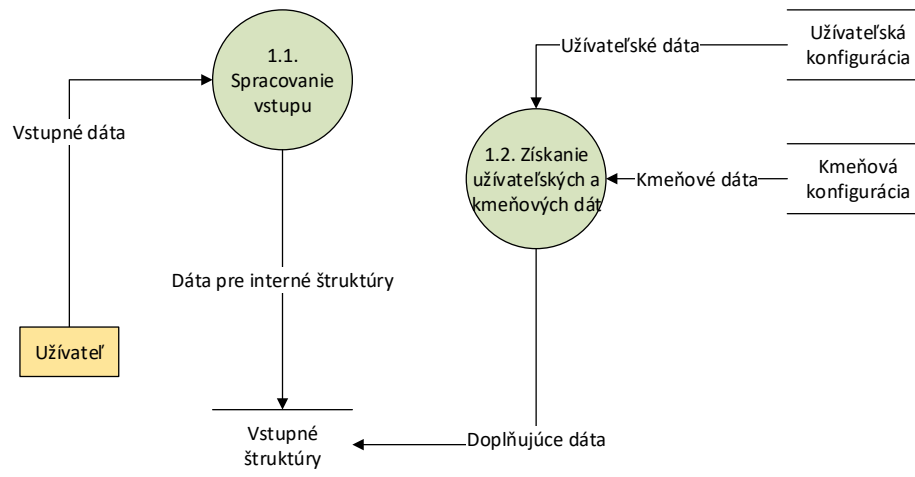 1.1.
Spracovanie
vstupu
Užívateľské dáta
Užívateľská
konfigurácia
Vstupné dáta
1.2. Získanie
užívateľských a
kmeňových dát
Kmeňové dáta
Kmeňová
konfigurácia
Dáta pre interné štruktúry
Užívateľ
Vstupné
štruktúry
Doplňujúce dáta